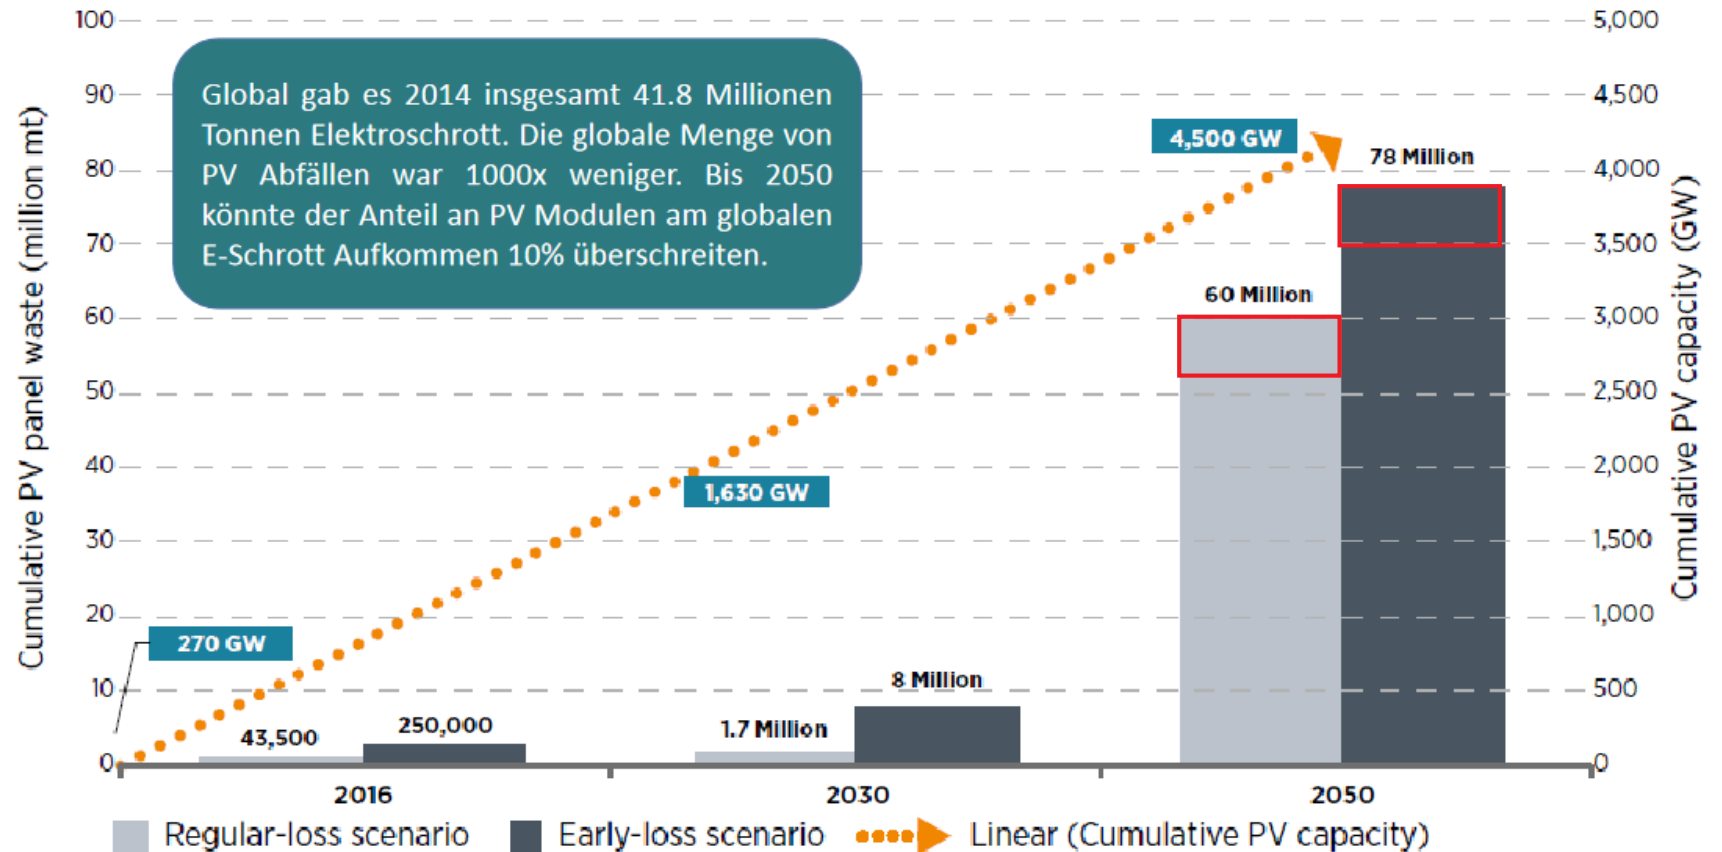 Cumulative PV panel waste (million mt)
100
90
80
70
60
50
40
30
20
10
0
Global gab es 2014 insgesamt 41.8 Millionen
Tonnen Elektroschrott. Die globale Menge von
PV Abfällen war 1000x weniger. Bis 2050
könnte der Anteil an PV Modulen am globalen
E-Schrott Aufkommen 10% überschreiten.
270 GW
1,630 GW
4,500 GW
43,500
250,000
1.7 Million
8 Million
60 Million
78 Million
5,000
4,500
4,000
3,500
3,000
2,500
2,000
1,500
1,000
500
0
Cumulative PV capacity (GW)
2016
2030
2050
Regular-loss scenario
Early-loss scenario
Linear (Cumulative PV capacity)